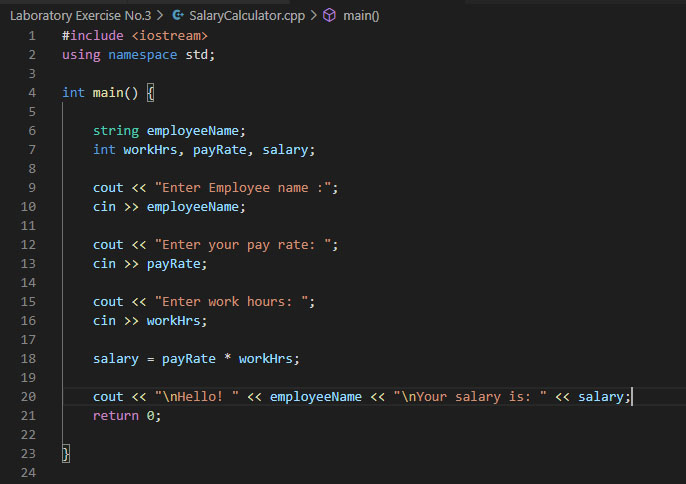 Laboratory Exercise No.3 > SalaryCalculator.cpp > main()
1 #include <iostream>
2 using namespace std;
3
4 int main() {
5
6 string employeeName;
7 int workHrs, payRate, salary;
8
9 cout << "Enter Employee name :";
10 cin >> employeeName;
11
12 cout << "Enter your pay rate: ";
13 cin >> payRate;
14
15 cout << "Enter work hours: ";
16 cin >> workHrs;
17
18 salary = payRate * workHrs;
19
20 cout << "\nHello! " << employeeName << "\nYour salary is: " << salary;
21 return 0;
22
23 }
24